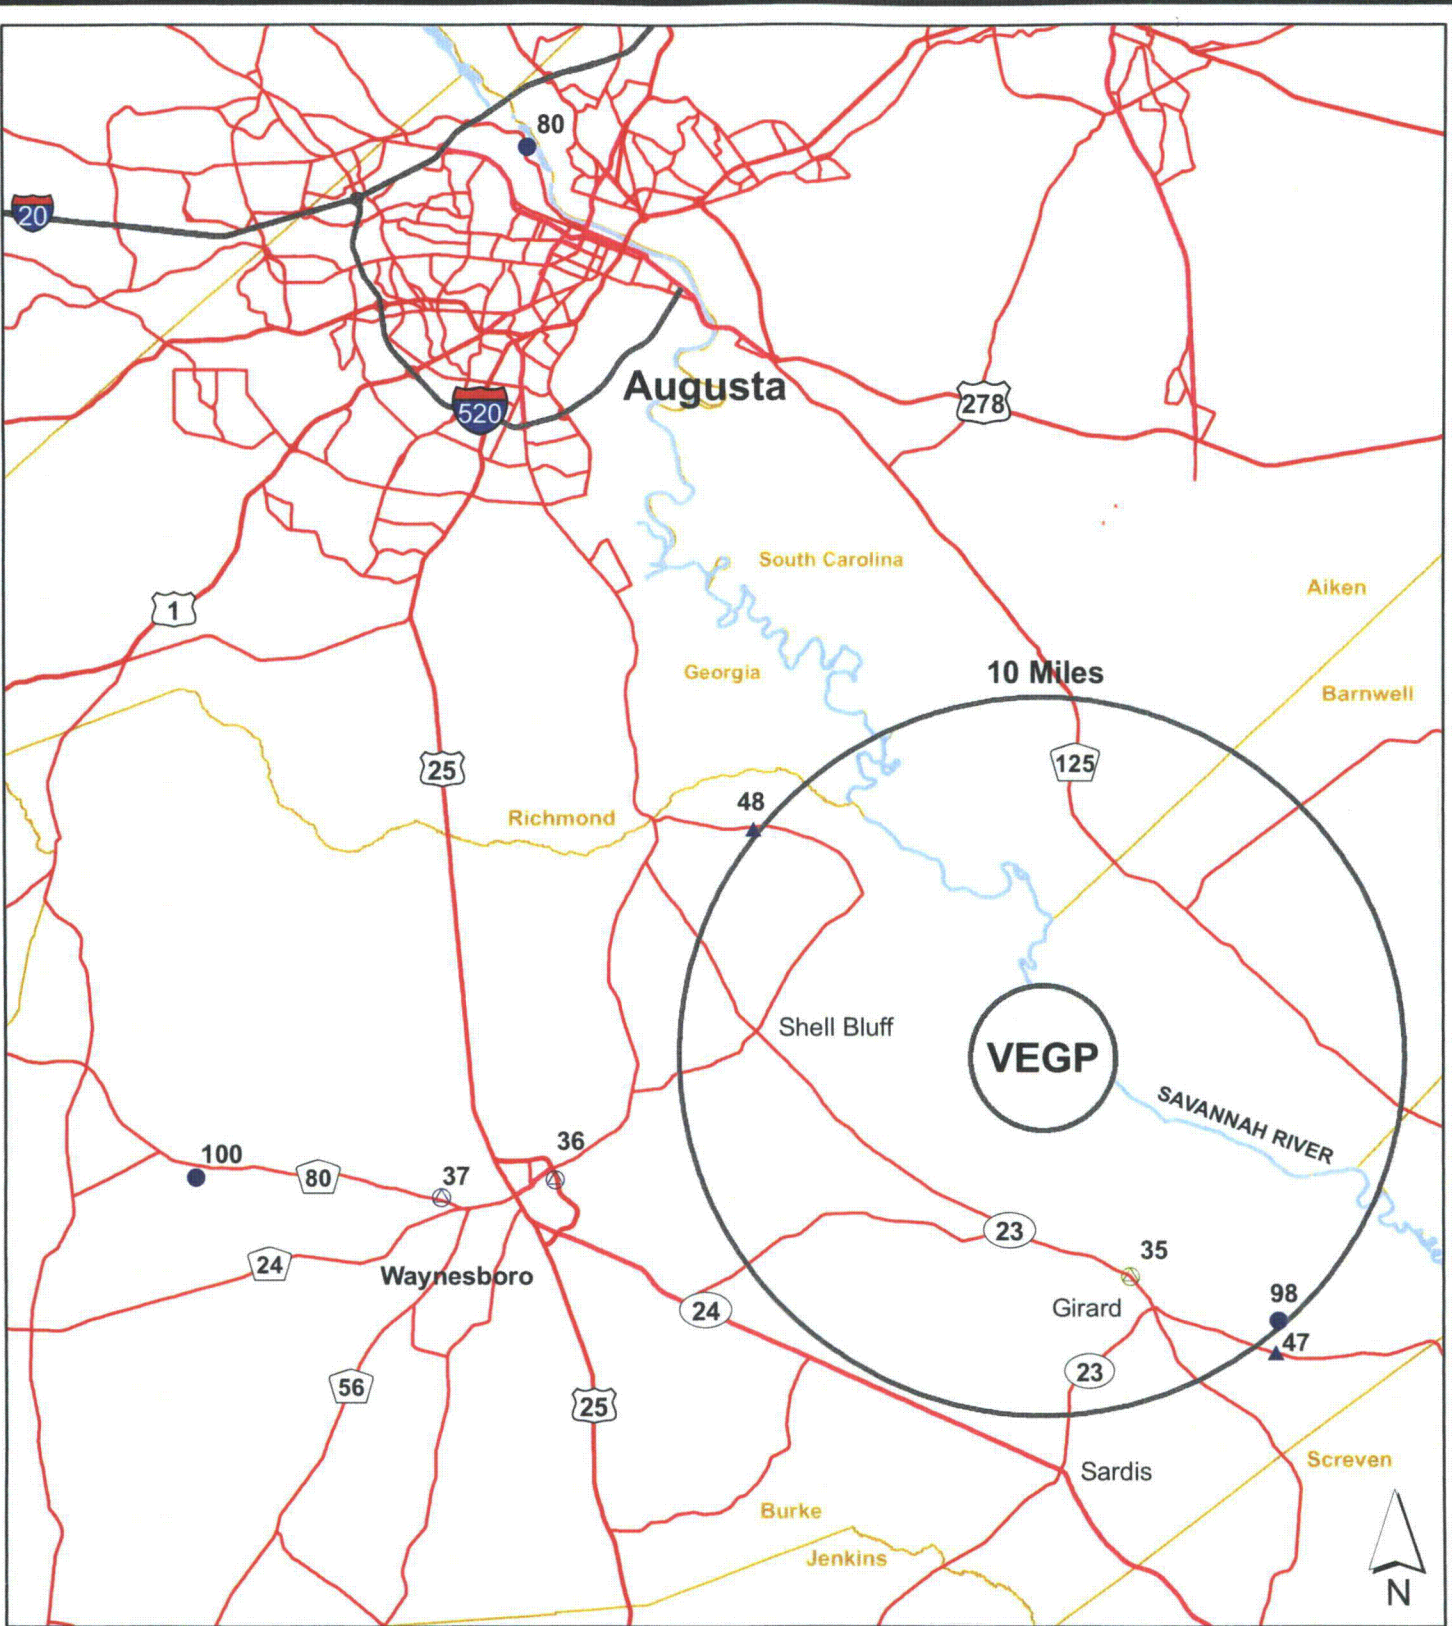 80
20
Augusta
520
278
South Carolina
Aiken
1
Georgia
10 Miles
Barnwell
125
25
48
Richmond
Shell Bluff
VEGP
SAVANNAH RIVER
36
100
80
37
23
35
24
Waynesboro
98
Girard
24
47
23
56
25
Screven
Sardis
Burke
Jenkins
N